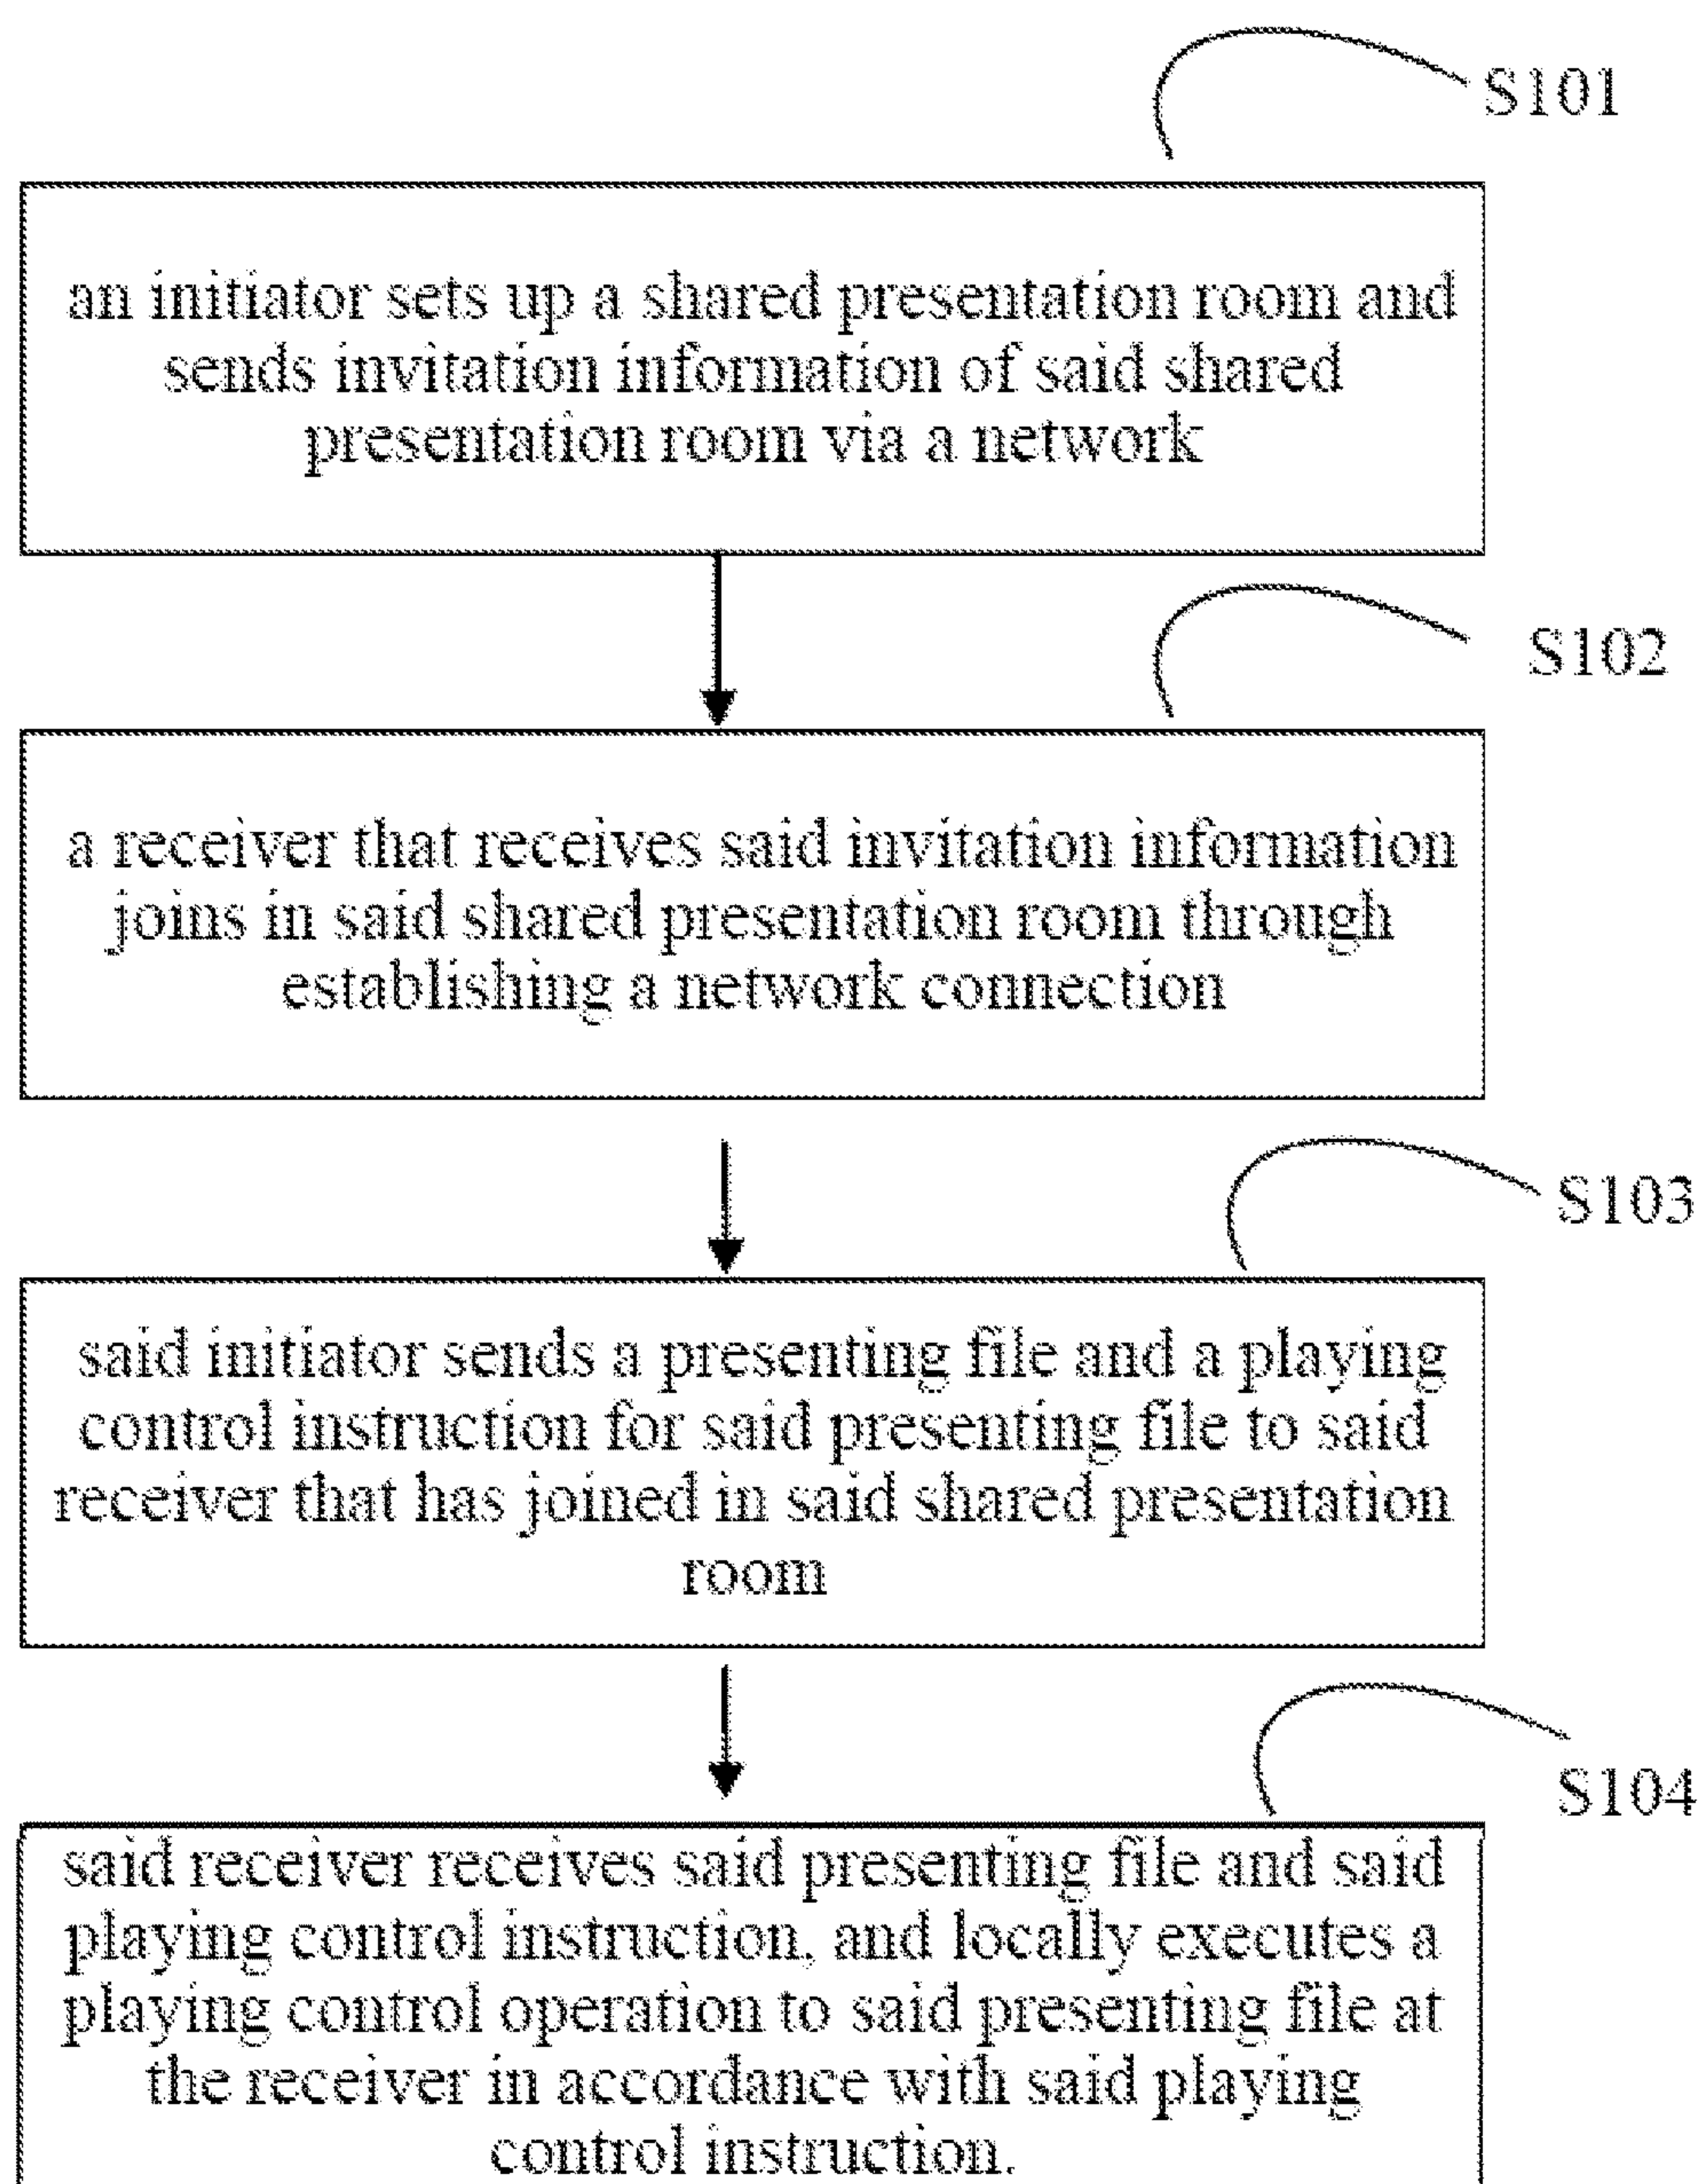 S101
an initiator sets up a shared presentation room and
sends invitation information of said shared
presentation room via a network
S102
a receiver that receives said invitation information
joins in said shared presentation room through
establishing a network connection
S103
said initiator sends a presenting file and a playing
control instruction for said presenting file to said
receiver that has joined in said shared presentation
room
S104
said receiver receives said presenting file and said
playing control instruction, and locally executes a
playing control operation to said presenting file at
the receiver in accordance with said playing
control instruction.